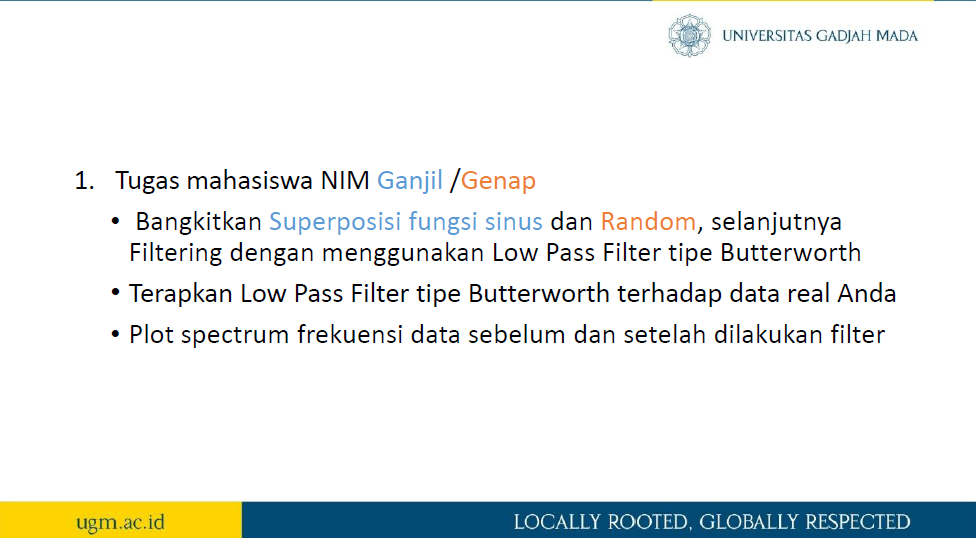 UNIVERSITAS GADJAH MADA
1. Tugas mahasiswa NIM Ganjil /Genap
• Bangkitkan Superposisi fungsi sinus dan Random, selanjutnya
Filtering dengan menggunakan Low Pass Filter tipe Butterworth
• Terapkan Low Pass Filter tipe Butterworth terhadap data real Anda
• Plot spectrum frekuensi data sebelum dan setelah dilakukan filter
ugm.ac.id
LOCALLY ROOTED, GLOBALLY RESPECTED